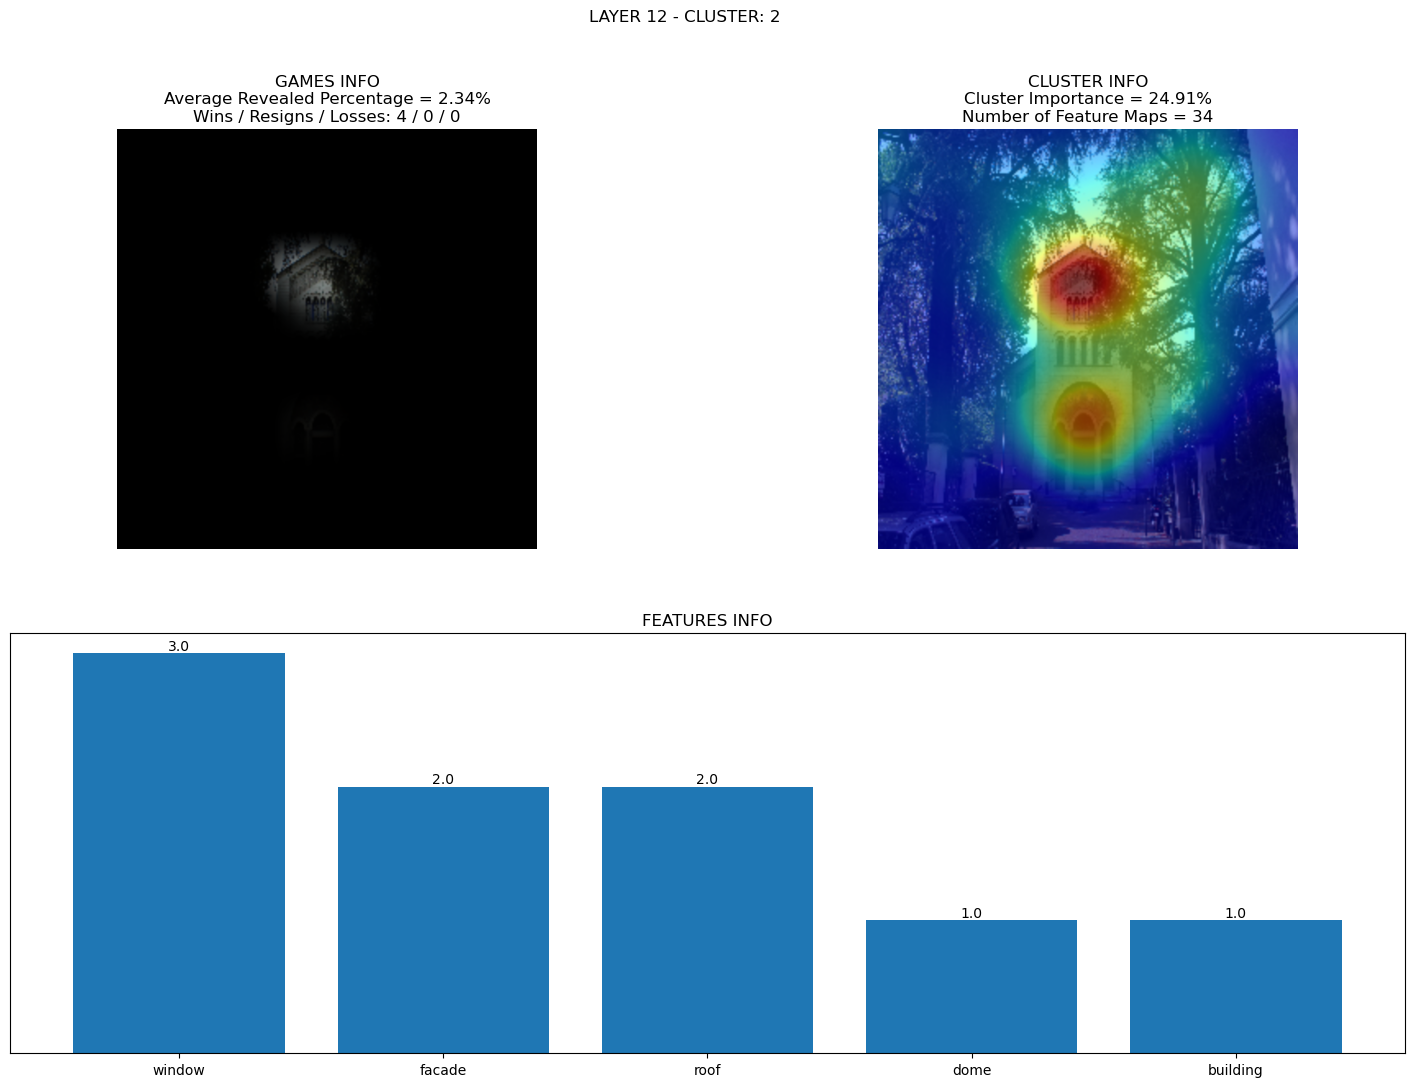 LAYER 12 - CLUSTER: 2
GAMES INFO
Average Revealed Percentage = 2.34%
Wins / Resigns / Losses: 4 / 0 / 0
CLUSTER INFO
Cluster Importance = 24.91%
Number of Feature Maps = 34
FEATURES INFO
3.0
2.0
2.0
1.0
1.0
window
facade
roof
dome
building